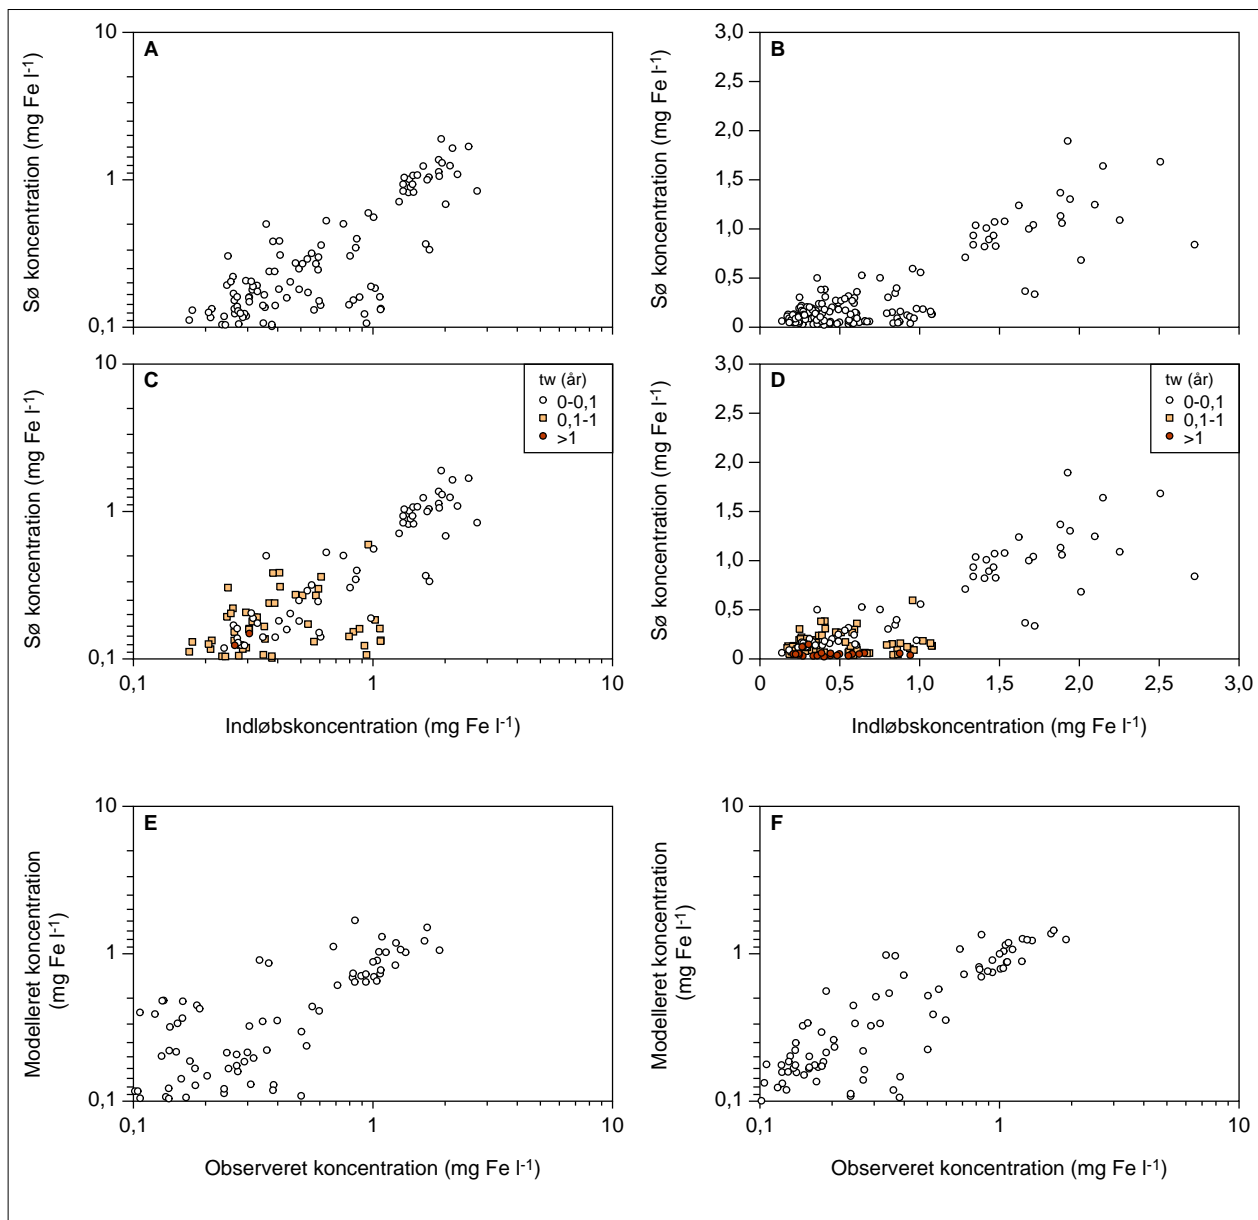 A
10
1
0,1
Sø koncentration (mg Fe l-1)
B
3,0
2,5
2,0
1,5
1,0
0,5
0
Sø koncentration (mg Fe l-1)
C
10
1
0,1
Sø koncentration (mg Fe l-1)
tw (år)
0-0,1
0,1-1
>1
0,1
1
10
Indløbskoncentration (mg Fe l-1)
D
3,0
2,5
2,0
1,5
1,0
0,5
0
Sø koncentration (mg Fe l-1)
tw (år)
0-0,1
0,1-1
>1
0
0,5
1,0
1,5
2,0
2,5
3,0
Indløbskoncentration (mg Fe l-1)
E
10
1
0,1
Modelleret koncentration
(mg Fe l-1)
0,1
1
10
Observeret koncentration (mg Fe l-1)
F
10
1
0,1
Modelleret koncentration
(mg Fe l-1)
0,1
1
10
Observeret koncentration (mg Fe l-1)